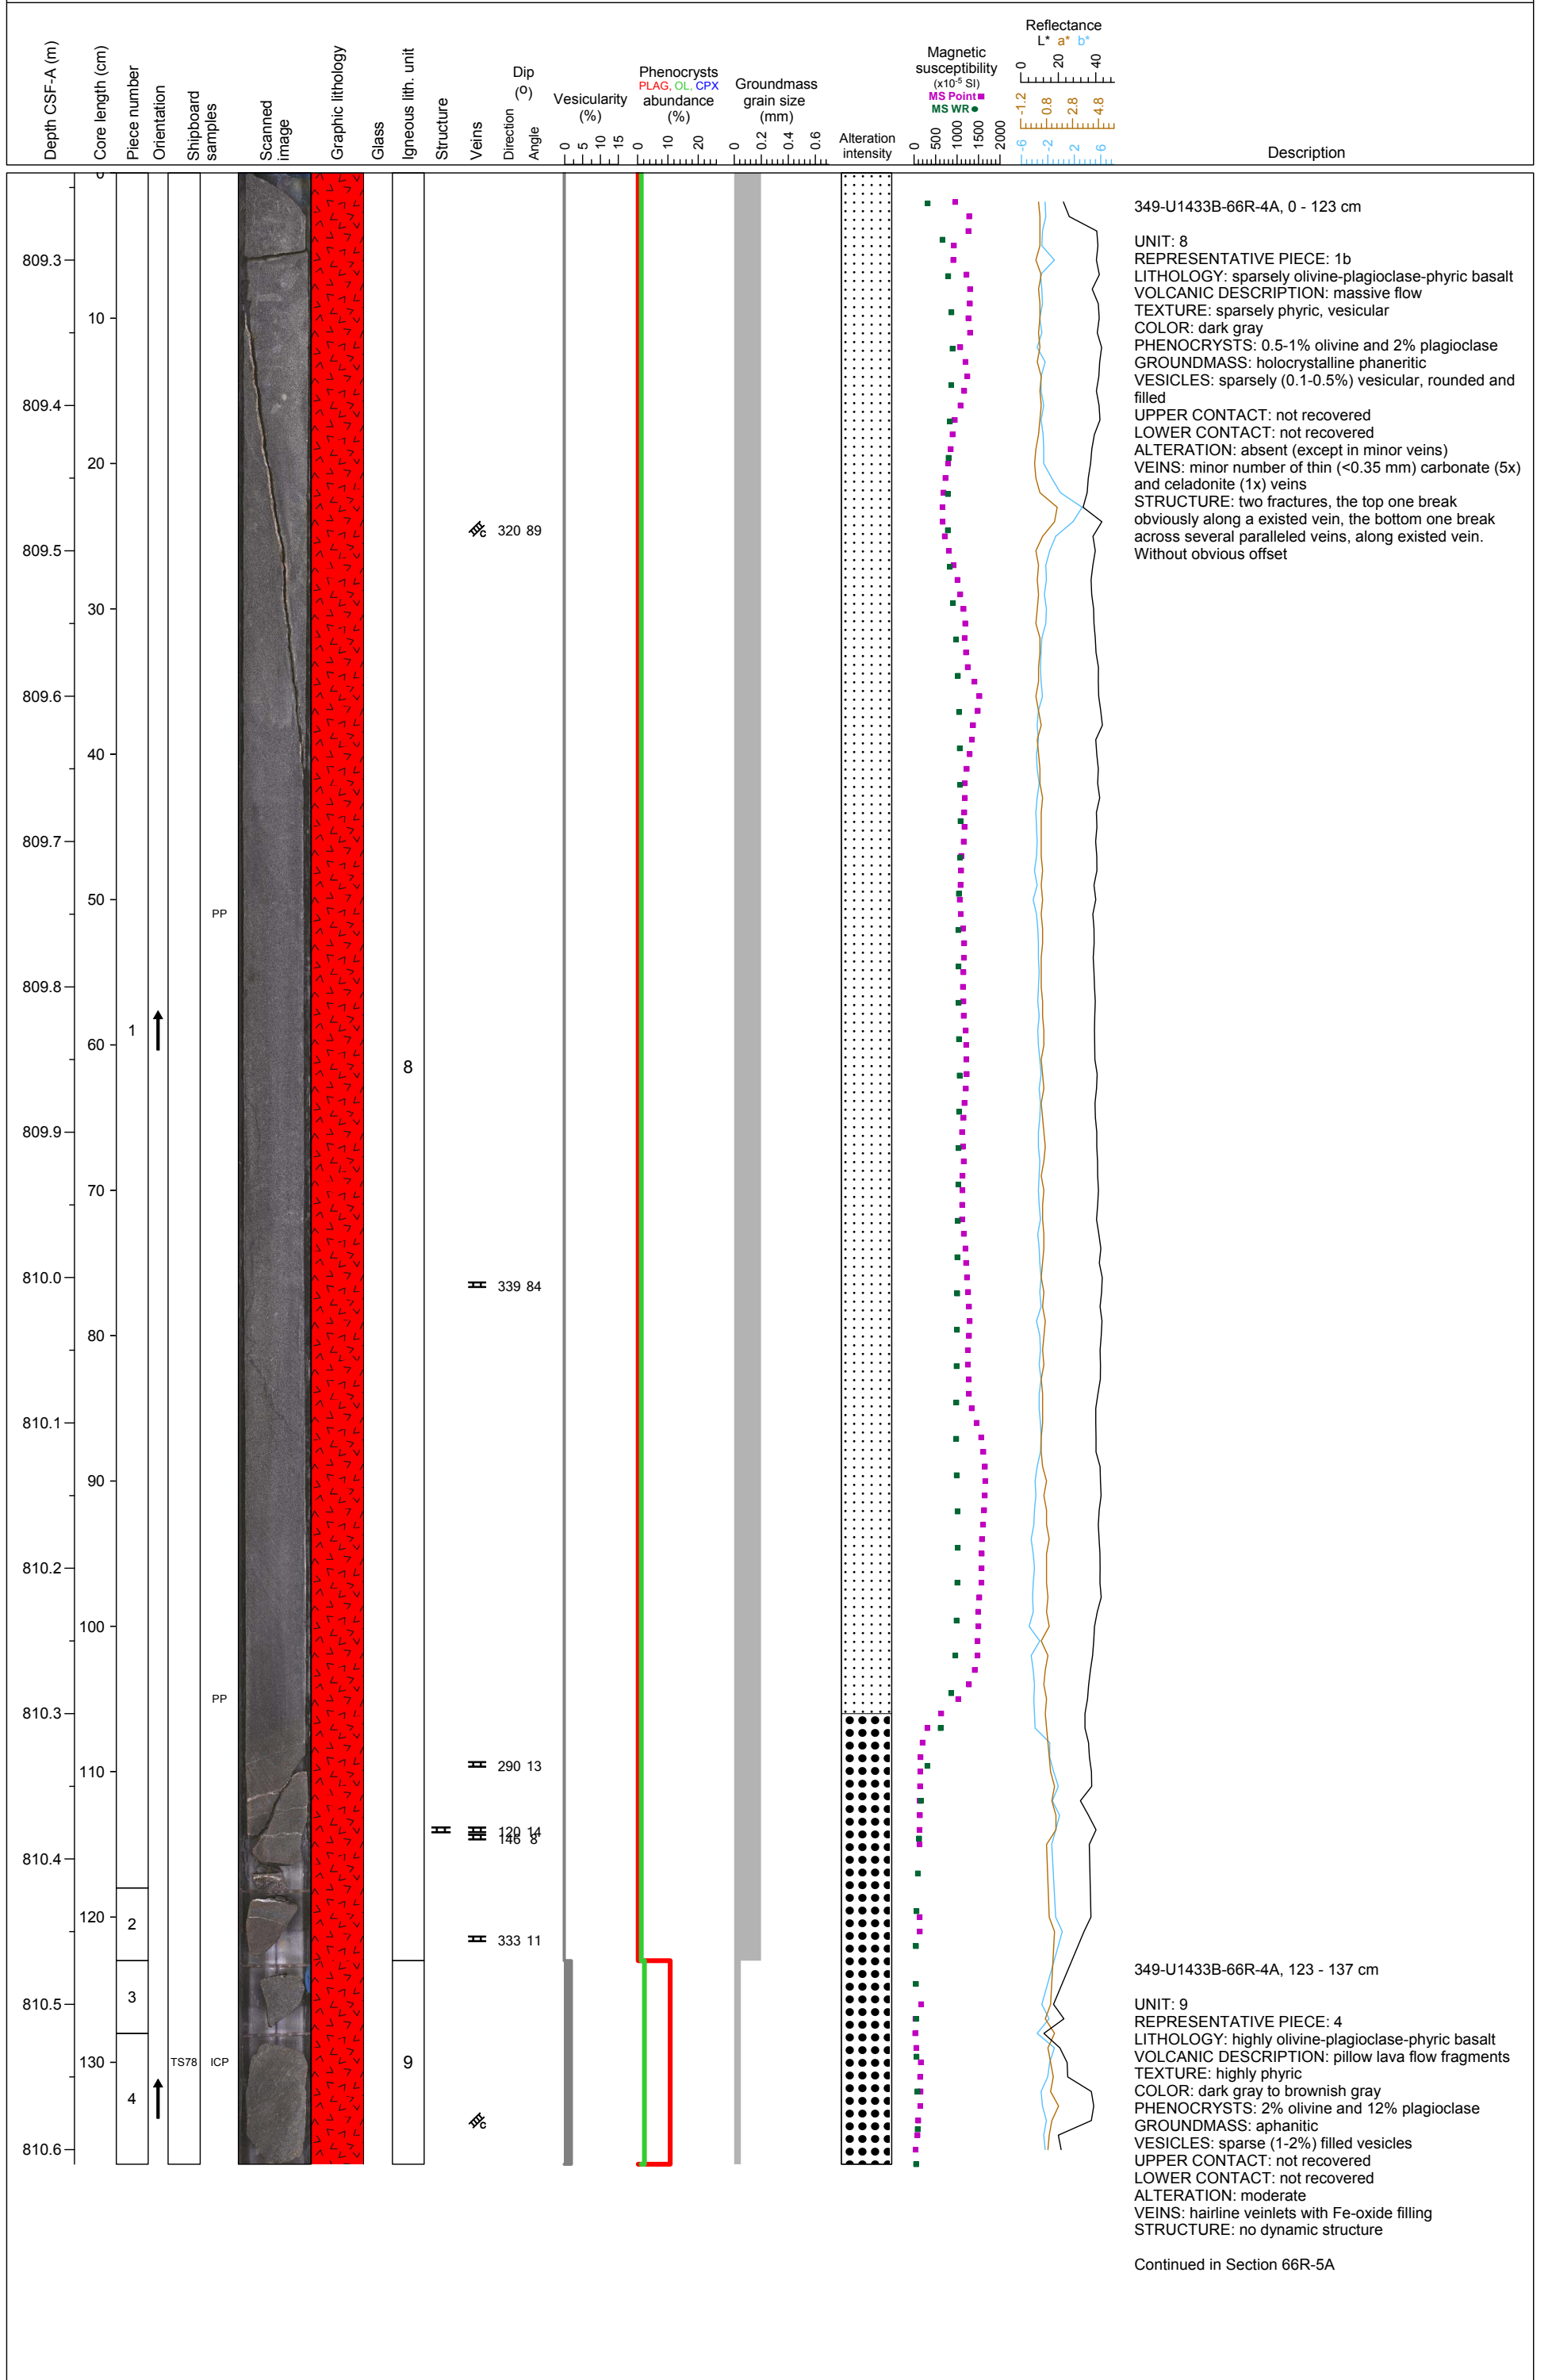 Depth CSF-A (m)
Core length (cm)
Piece number
Orientation
Shipboard
samples
Scanned
image
Graphic lithology
Glass
Igneous lith. unit
Structure
Veins
Dip
(o)
Direction
Angle
Vesicularity
(%)
0 5 10 15
Phenocrysts
PLAG, OL, CPX
abundance
(%)
0 10 20
Groundmass
grain size
(mm)
0 0.2 0.4 0.6
Alteration
intensity
Magnetic
susceptibility
(x10-5 SI)
MS Point
MS WR
0 500 1000 1500 2000
Reflectance
L* a* b*
0 20 40
-1.2 0.8 2.8 4.8
-6 -2 2 6
Description
0
809.3
10
809.4
20
809.5
30
809.6
40
809.7
50
809.8
60
809.9
70
810.0
80
810.1
90
810.2
100
810.3
110
810.4
120
810.5
130
810.6
1
2
3
4
PP
PP
TS78 ICP
8
9
c 320 89
339 84
290 13
120 14
146 8
333 11
c
349-U1433B-66R-4A, 0 - 123 cm
UNIT: 8
REPRESENTATIVE PIECE: 1b
LITHOLOGY: sparsely olivine-plagioclase-phyric basalt
VOLCANIC DESCRIPTION: massive flow
TEXTURE: sparsely phyric, vesicular
COLOR: dark gray
PHENOCRYSTS: 0.5-1% olivine and 2% plagioclase
GROUNDMASS: holocrystalline phaneritic
VESICLES: sparsely (0.1-0.5%) vesicular, rounded and
filled
UPPER CONTACT: not recovered
LOWER CONTACT: not recovered
ALTERATION: absent (except in minor veins)
VEINS: minor number of thin (<0.35 mm) carbonate (5x)
and celadonite (1x) veins
STRUCTURE: two fractures, the top one break
obviously along a existed vein, the bottom one break
across several paralleled veins, along existed vein.
Without obvious offset
349-U1433B-66R-4A, 123 - 137 cm
UNIT: 9
REPRESENTATIVE PIECE: 4
LITHOLOGY: highly olivine-plagioclase-phyric basalt
VOLCANIC DESCRIPTION: pillow lava flow fragments
TEXTURE: highly phyric
COLOR: dark gray to brownish gray
PHENOCRYSTS: 2% olivine and 12% plagioclase
GROUNDMASS: aphanitic
VESICLES: sparse (1-2%) filled vesicles
UPPER CONTACT: not recovered
LOWER CONTACT: not recovered
ALTERATION: moderate
VEINS: hairline veinlets with Fe-oxide filling
STRUCTURE: no dynamic structure
Continued in Section 66R-5A